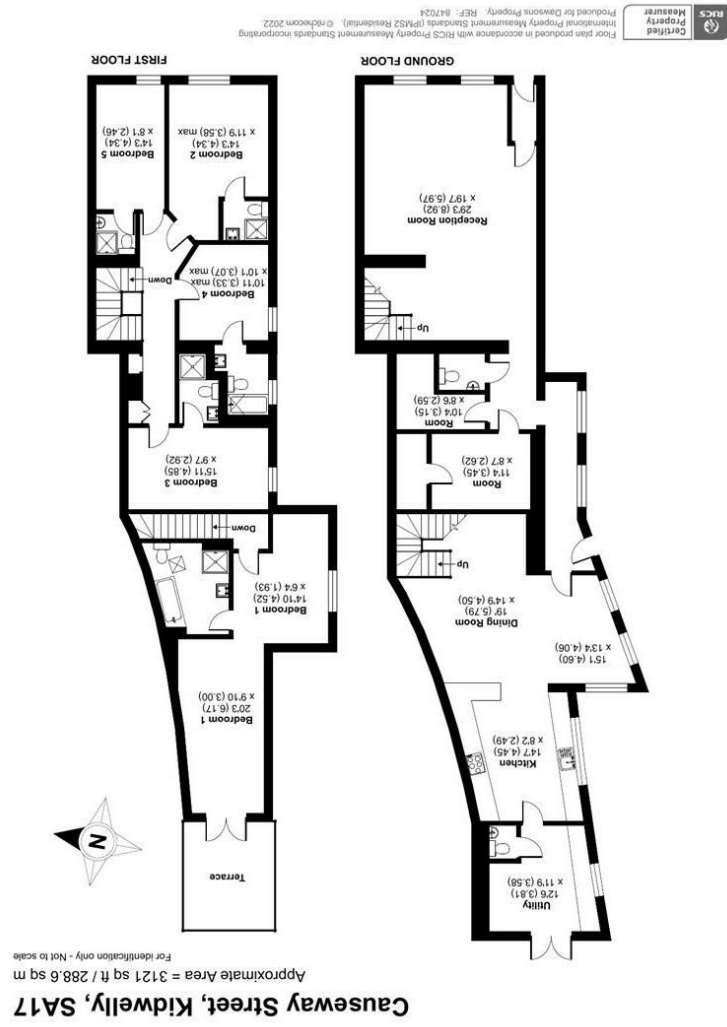 Causeway Street, Kidwelly, SA17
Approximate Area = 3121 sq ft / 288.6 sq m
For identification only - Not to scale
Terrace
N
Bedroom 1
20'3 (6.17)
x 9'10 (3.00)
Bedroom 1
14'10 (4.52)
x 6'4 (1.93)
Down
Bedroom 3
15'11 (4.85)
x 9'7 (2.92)
Bedroom 4
10'11 (3.33) max
x 10'1 (3.07) max
Down
Bedroom 2
14'3 (4.34)
x 11'9 (3.58) max
Bedroom 5
14'3 (4.34)
x 8'1 (2.46)
FIRST FLOOR
Utility
12'6 (3.81)
x 11'9 (3.58)
Kitchen
14'7 (4.45)
x 8'2 (2.49)
15'1 (4.60)
x 13'4 (4.06)
Dining Room
19' (5.79)
x 14'9 (4.50)
Up
Room
11'4 (3.45)
x 8'7 (2.62)
Room
10'4 (3.15)
x 8'6 (2.59)
Up
Reception Room
29'3 (8.92)
x 19'7 (5.97)
GROUND FLOOR
Certified
Property
Measurer
RICS
Floor plan produced in accordance with RICS Property Measurement Standards incorporating
International Property Measurement Standards (IPMS2 Residential). © nichecom 2022.
Produced for Dawsons Property. REF: 847024